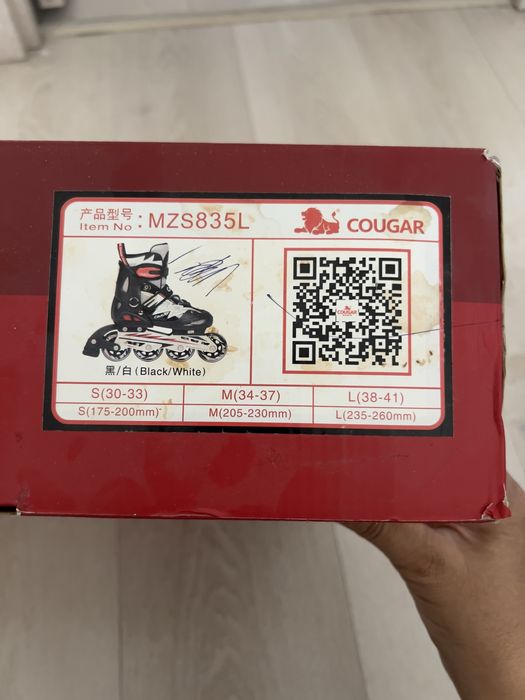 产品型号:
Item No: MZS835L
COUGAR
COUGAR
黑/白(Black/White)
S(30-33) M(34-37) L(38-41)
S(175-200mm) M(205-230mm) L(235-260mm)